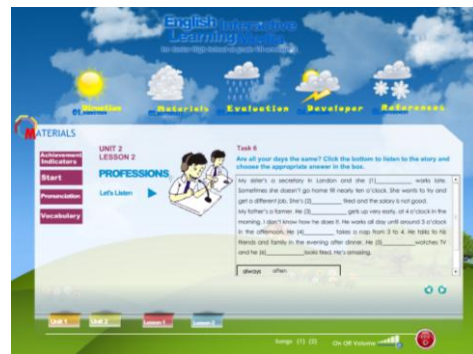 English Interactive
Learning Media
Direction
Materials
Evaluation
Developer
References
MATERIALS
UNIT 2
LESSON 2
PROFESSIONS
Let's Listen
Achievement
Indicators
Start
Pronunciation
Vocabulary
Task 6
Are all your days the same? Click the bottom to listen to the story and
choose the appropriate answer in the box.
My sister's a secretary in London and she (1)__________ works late.
Sometimes she doesn't go home till nearly ten o'clock. She wants to try and
get a different job. She's (2)__________ tired and the salary is not good.
My father's a farmer. He (3)__________ gets up very early, at 4 o'clock in the
morning. I don't know how he does it. He works all day until around 3 o'clock
in the afternoon. He (4)__________ takes a nap from 3 to 4. He talks to his
friends and family in the evening after dinner. He (5)__________watches TV
and he (6)__________looks tired. He's amazing.
always often
Unit 1
Unit 2
Lesson 1
Lesson 2
Songs (1) (2) On Off Volume